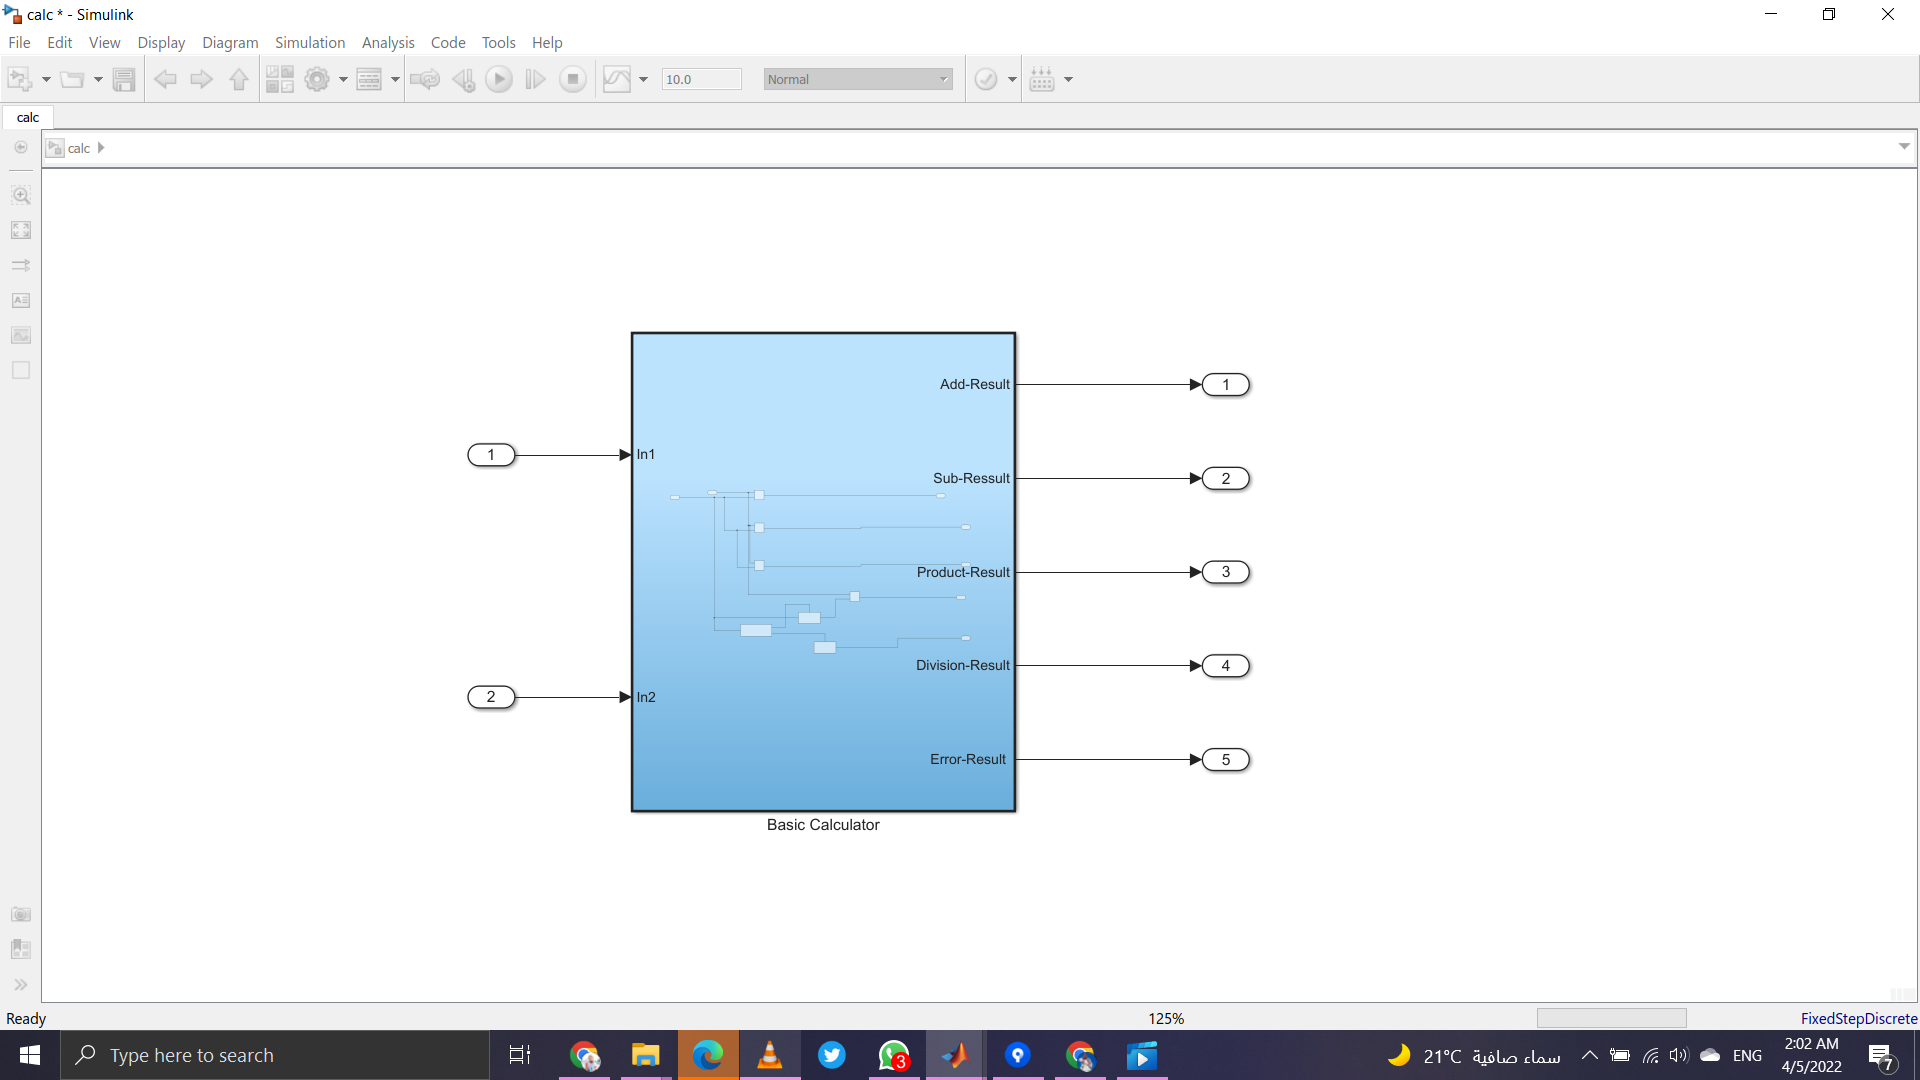 calc * - Simulink
File Edit View Display Diagram Simulation Analysis Code Tools Help
10.0 Normal
calc
calc
Add-Result 1
1 In1
Sub-Ressult 2
Product-Result 3
Division-Result 4
2 In2
Error-Result 5
Basic Calculator
Ready 125% FixedStepDiscrete
Type here to search
3
21°C سماء صافية
ENG
2:02 AM
4/5/2022
7